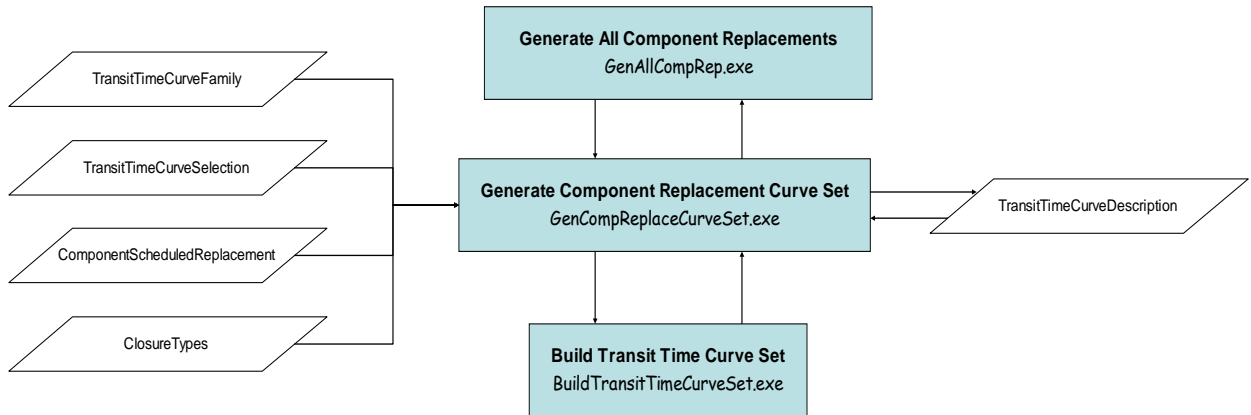 Generate All Component Replacements
GenAllCompRep.exe
TransitTimeCurveFamily
TransitTimeCurveSelection
Generate Component Replacement Curve Set
GenCompReplaceCurveSet.exe
TransitTimeCurveDescription
ComponentScheduledReplacement
ClosureTypes
Build Transit Time Curve Set
BuildTransitTimeCurveSet.exe